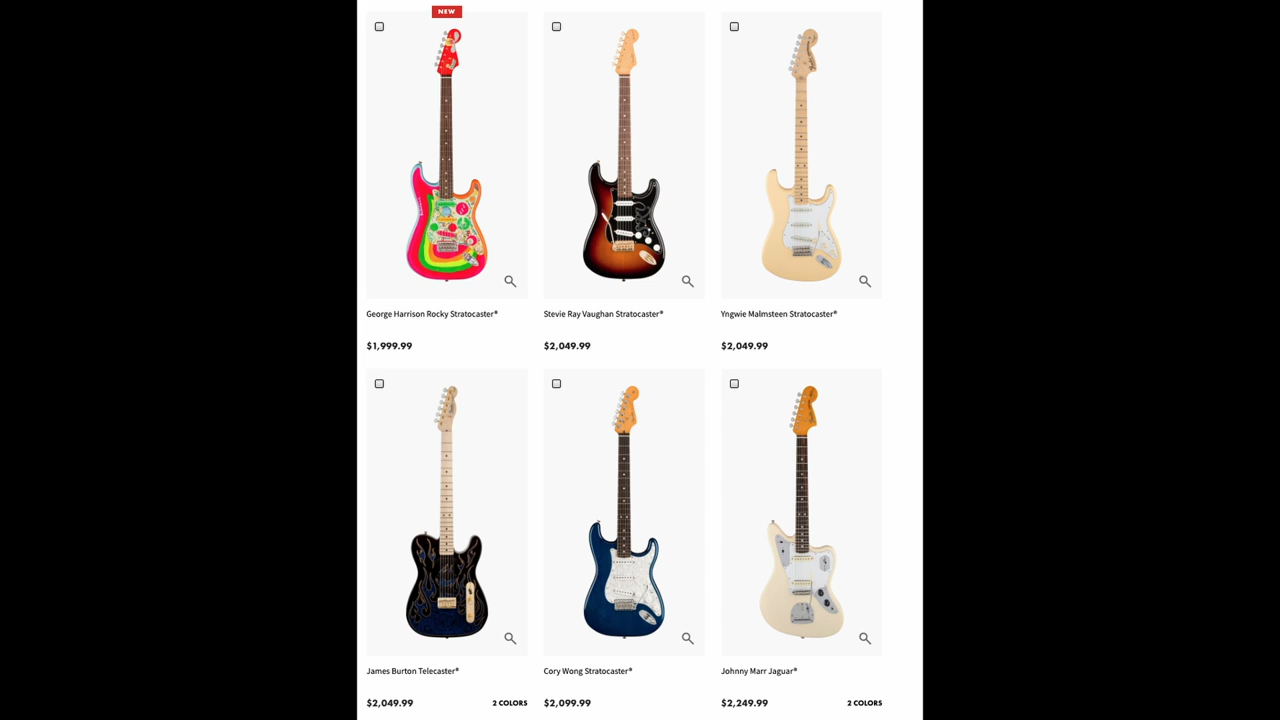 NEW
George Harrison Rocky Stratocaster®
Stevie Ray Vaughan Stratocaster®
Yngwie Malmsteen Stratocaster®
$1,999.99
$2,049.99
$2,049.99
James Burton Telecaster®
Cory Wong Stratocaster®
Johnny Marr Jaguar®
$2,049.99
2 COLORS
$2,099.99
$2,249.99
2 COLORS